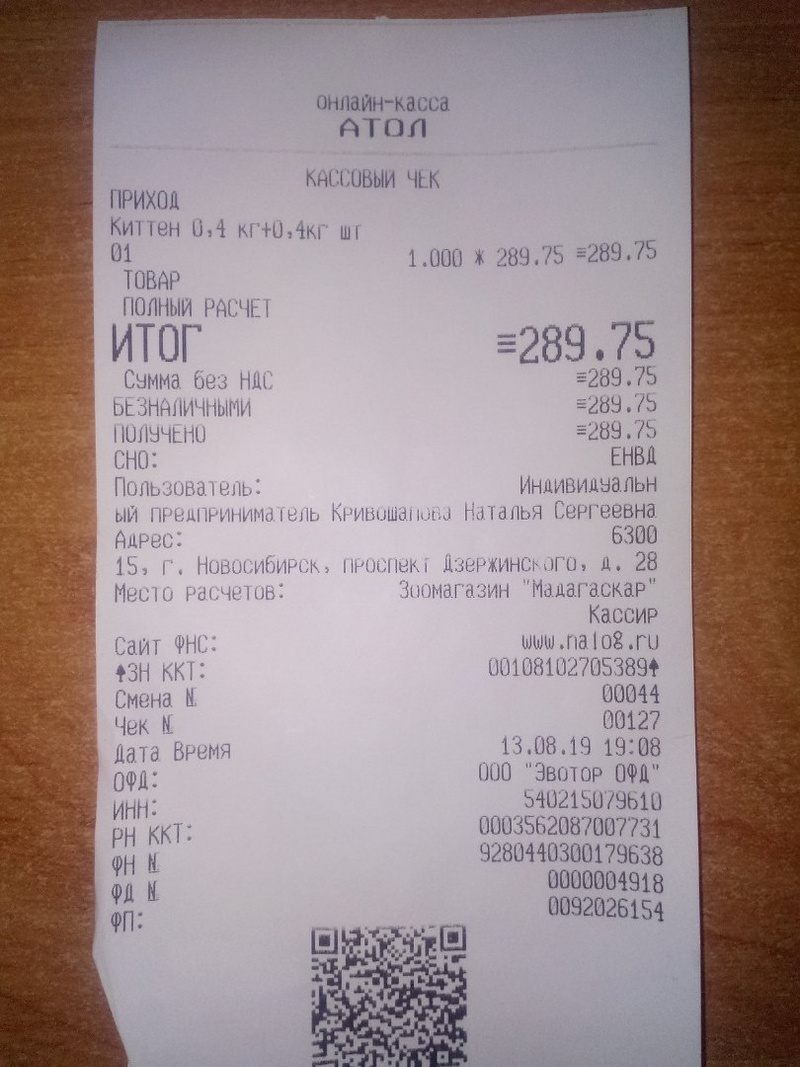 онлайн-касса
АТОЛ
КАССОВЫЙ ЧЕК
ПРИХОД
Киттен 0,4 кг+0,4кг шт
01 1.000 * 289.75 ≡289.75
ТОВАР
ПОЛНЫЙ РАСЧЕТ
ИТОГ ≡289.75
Сумма без НДС ≡289.75
БЕЗНАЛИЧНЫМИ ≡289.75
ПОЛУЧЕНО ≡289.75
СНО: ЕНВД
Пользователь: Индивидуальн
ый предприниматель Кривошапова Наталья Сергеевна
Адрес: 6300
15, г. Новосибирск, проспект Дзержинского, д. 28
Место расчетов: Зоомагазин "Мадагаскар"
Кассир
Сайт ФНС: www.nalog.ru
ЗН ККТ: 00108102705389
Смена № 00044
Чек № 00127
Дата Время 13.08.19 19:08
ОФД: ООО "Эвотор ОФД"
ИНН: 540215079610
РН ККТ: 0003562087007731
ФН № 9280440300179638
ФД № 0000004918
ФП: 0092026154